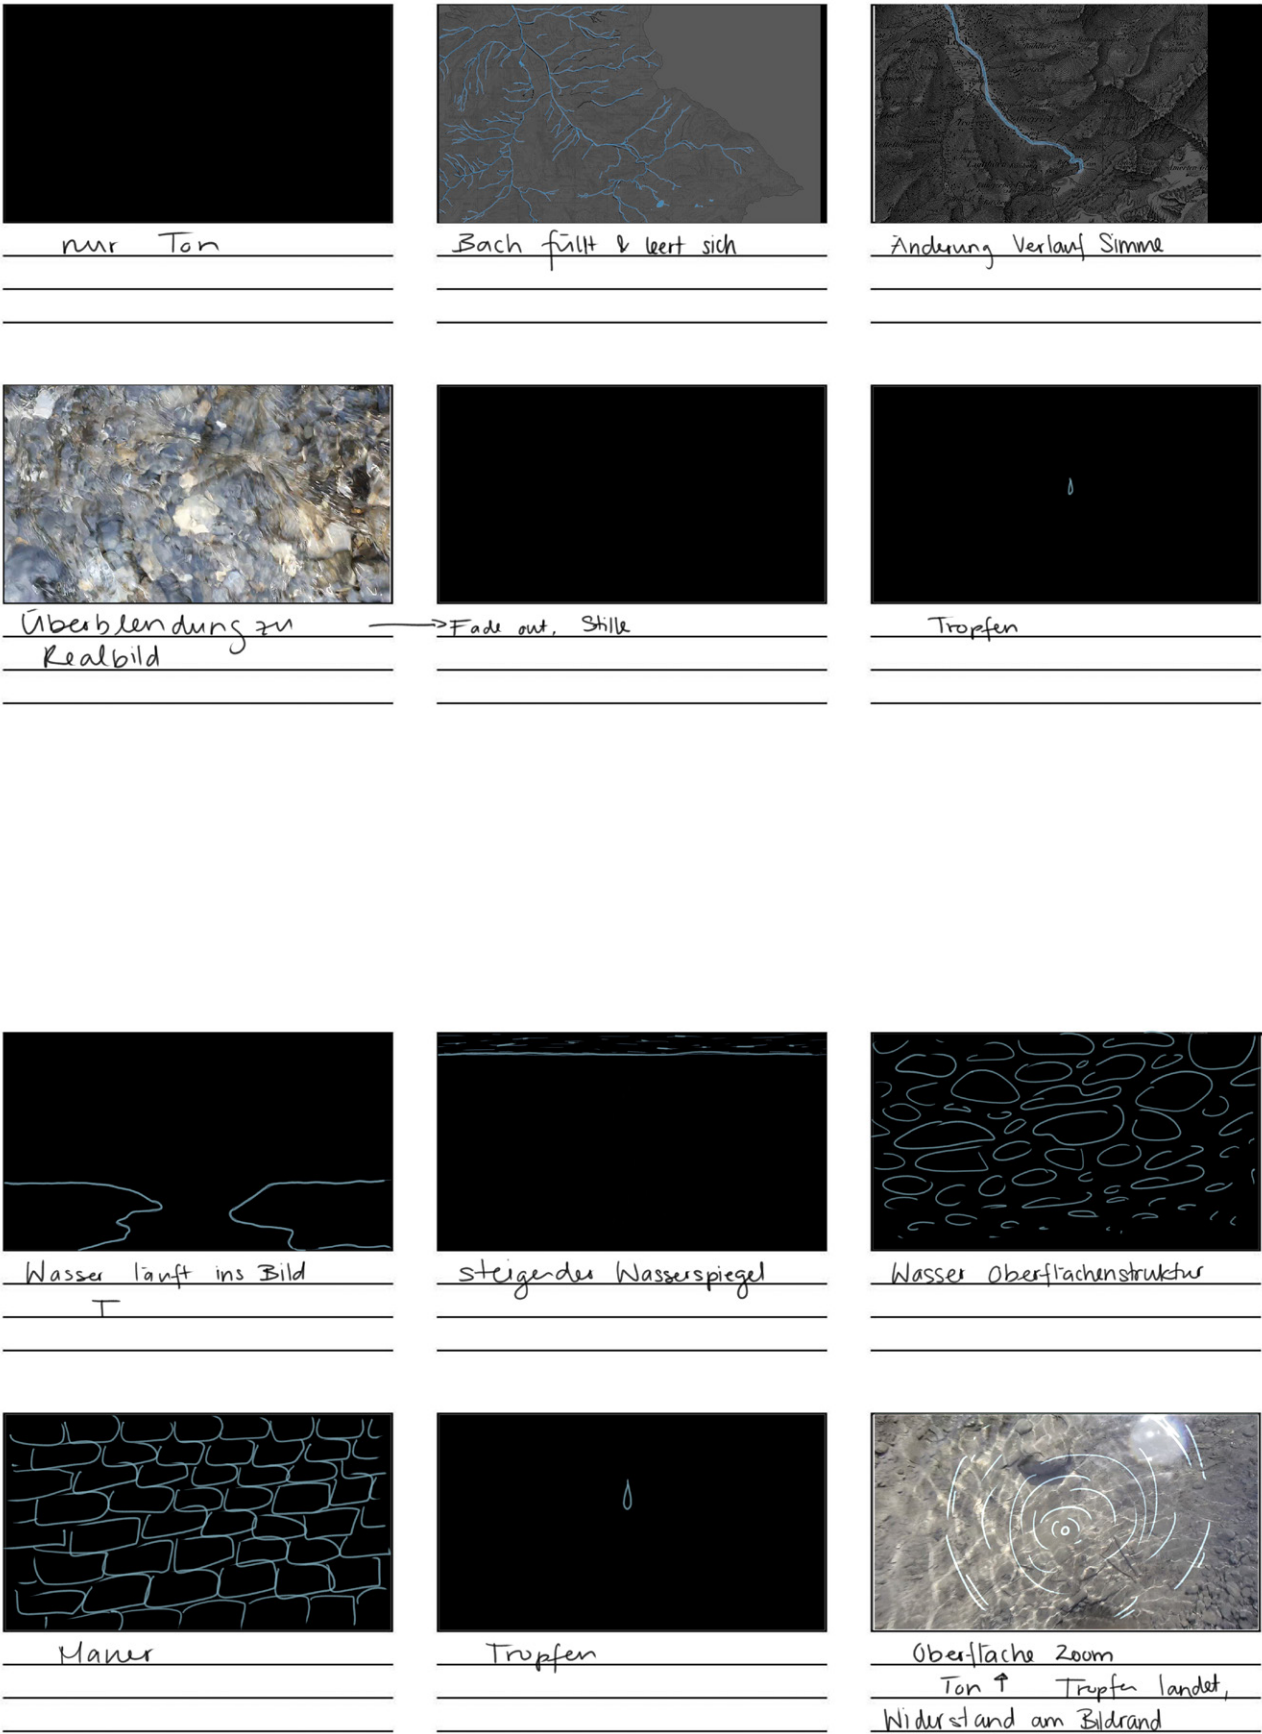 nur Ton
Bach füllt & leert sich
Änderung Verlauf Simme
Überblendung zu
Realbild
Fade out, Stille
Tropfen
Wasser läuft ins Bild
T
steigender Wasserspiegel
Wasser Oberflächenstruktur
Mauer
Tropfen
Oberfläche Zoom
Ton ↑ Tropfen landet,
Widerstand am Bildrand